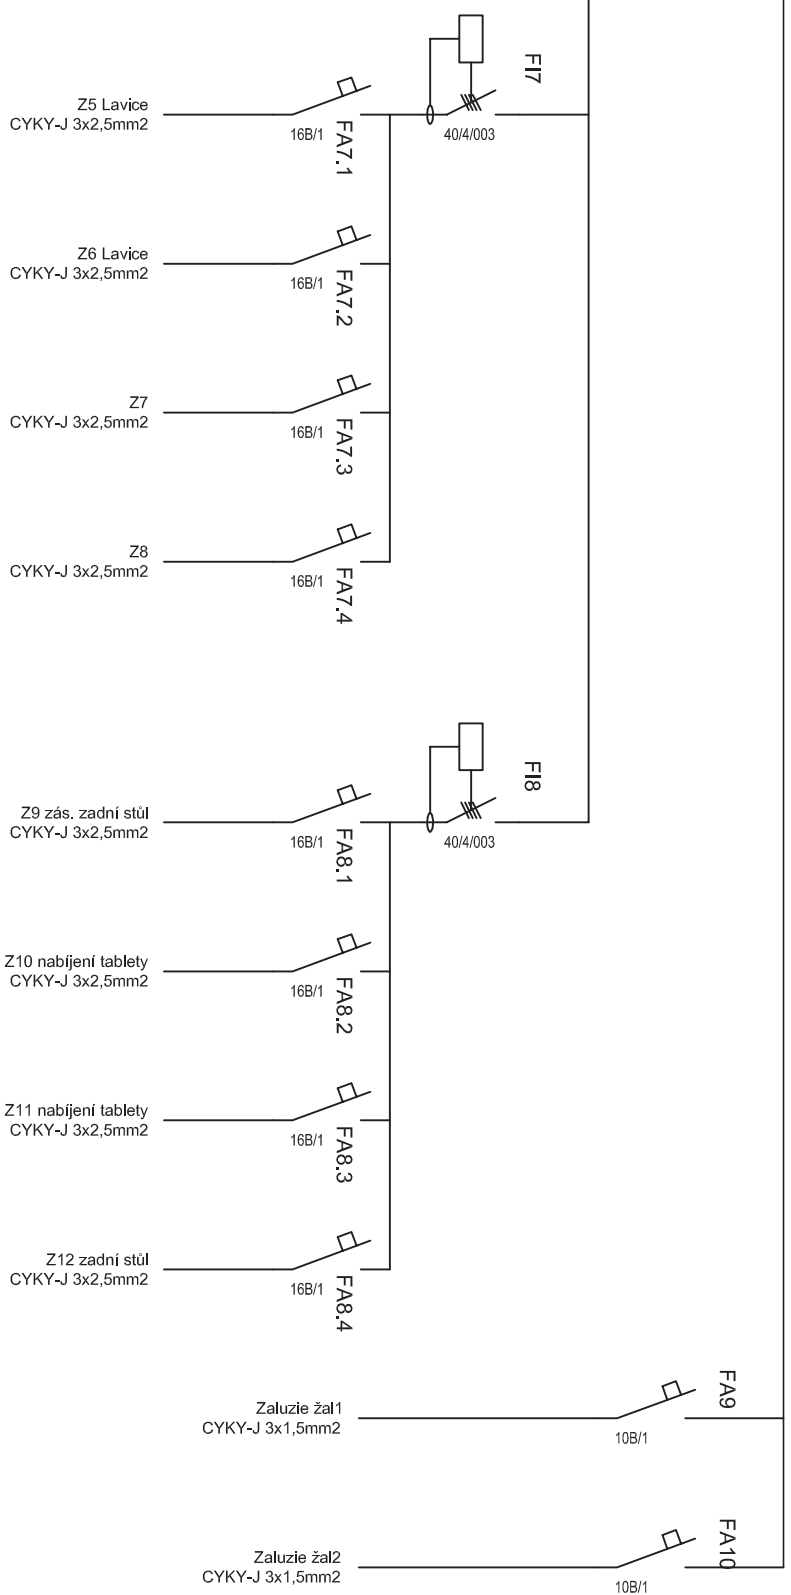 FI7
Z5 Lavice
CYKY-J 3x2,5mm2
16B/1
FA7.1
40/4/003
Z6 Lavice
CYKY-J 3x2,5mm2
16B/1
FA7.2
Z7
CYKY-J 3x2,5mm2
16B/1
FA7.3
Z8
CYKY-J 3x2,5mm2
16B/1
FA7.4
FI8
Z9 zás. zadní stůl
CYKY-J 3x2,5mm2
16B/1
FA8.1
40/4/003
Z10 nabíjení tablety
CYKY-J 3x2,5mm2
16B/1
FA8.2
Z11 nabíjení tablety
CYKY-J 3x2,5mm2
16B/1
FA8.3
Z12 zadní stůl
CYKY-J 3x2,5mm2
16B/1
FA8.4
FA9
Zaluzie žal1
CYKY-J 3x1,5mm2
10B/1
FA10
Zaluzie žal2
CYKY-J 3x1,5mm2
10B/1